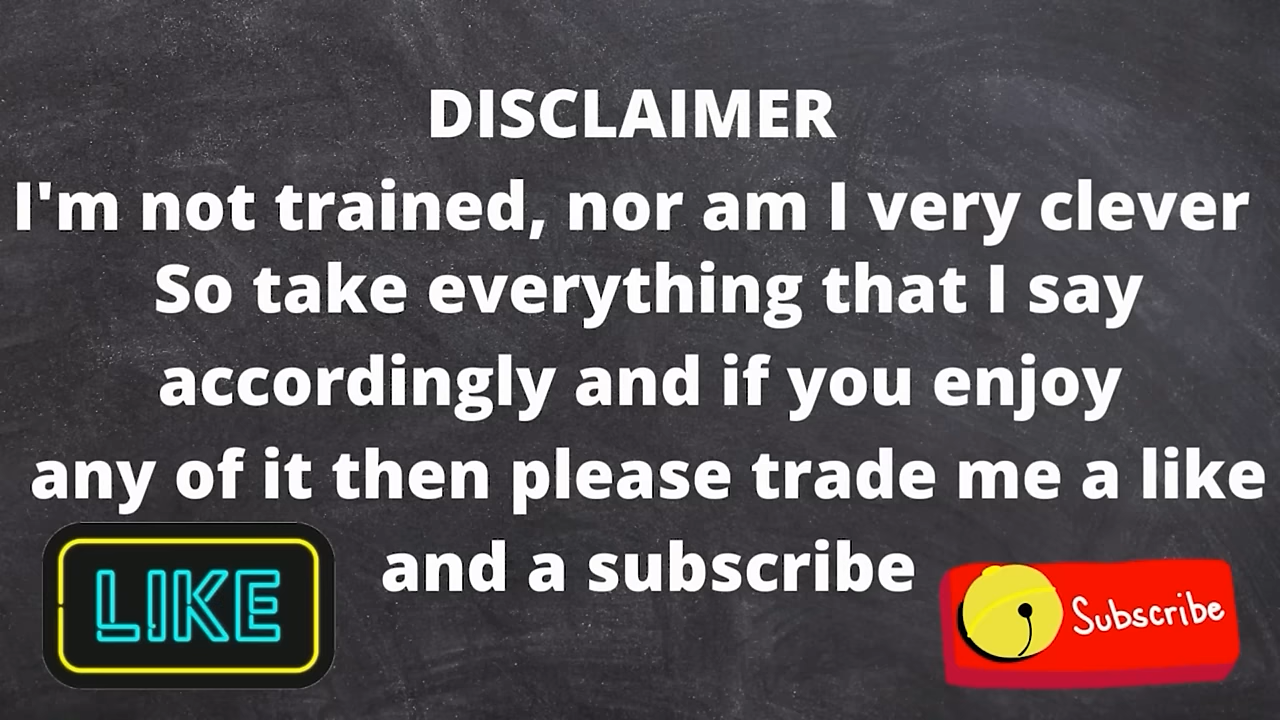 DISCLAIMER
I'm not trained, nor am I very clever
So take everything that I say
accordingly and if you enjoy
any of it then please trade me a like
and a subscribe
LIKE
Subscribe